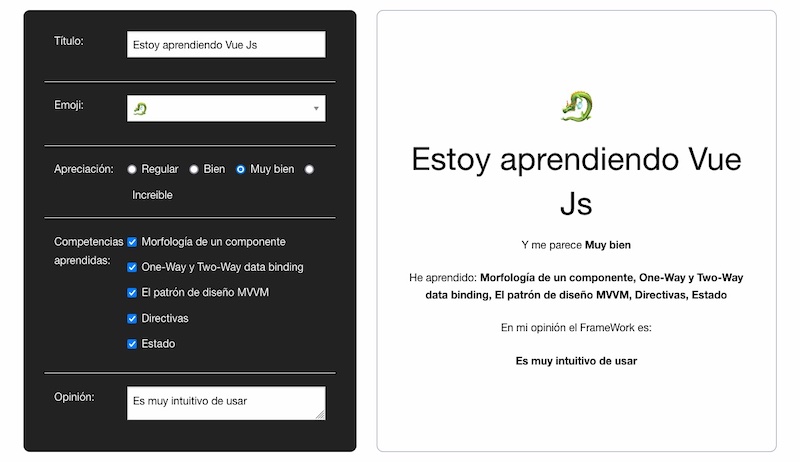 Título:
Estoy aprendiendo Vue Js
Emoji:
Apreciación:
Regular
Bien
Muy bien
Increible
Competencias
aprendidas:
Morfología de un componente
One-Way y Two-Way data binding
El patrón de diseño MVVM
Directivas
Estado
Opinión:
Es muy intuitivo de usar
Estoy aprendiendo Vue
Js
Y me parece Muy bien
He aprendido: Morfología de un componente, One-Way y Two-Way
data binding, El patrón de diseño MVVM, Directivas, Estado
En mi opinión el FrameWork es:
Es muy intuitivo de usar